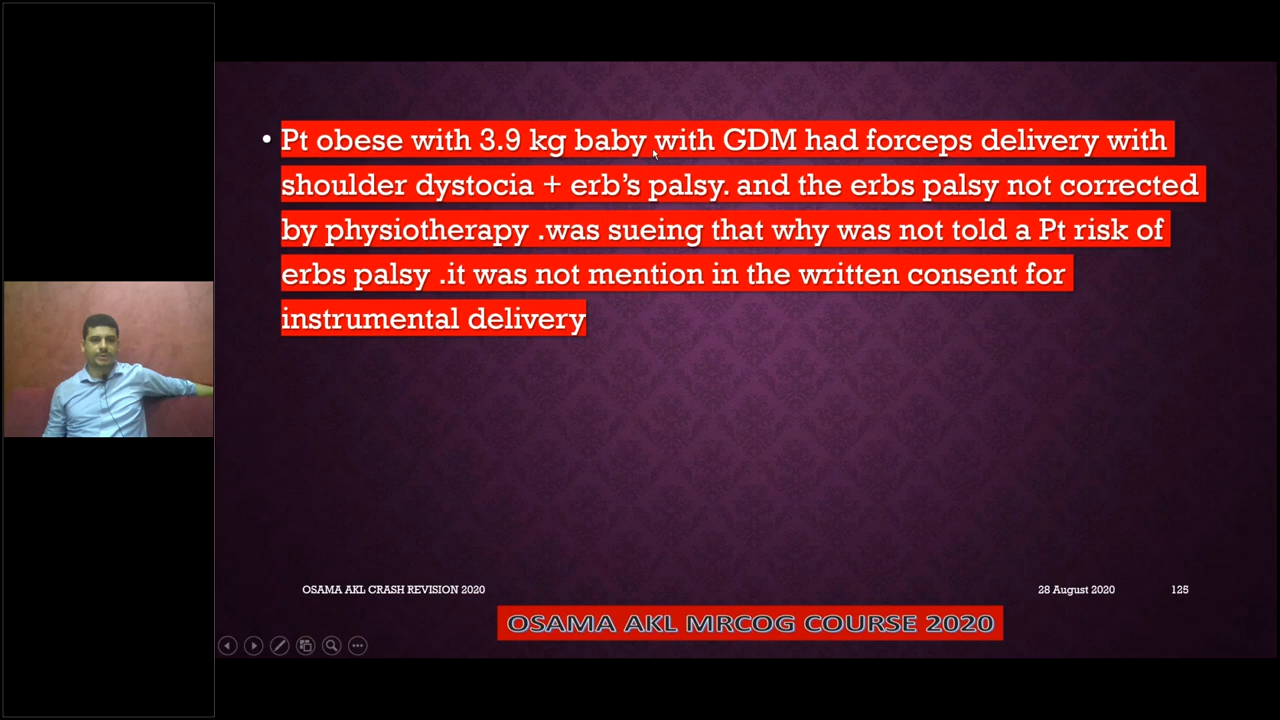 • Pt obese with 3.9 kg baby with GDM had forceps delivery with
shoulder dystocia + erb's palsy. and the erbs palsy not corrected
by physiotherapy .was sueing that why was not told a Pt risk of
erbs palsy .it was not mention in the written consent for
instrumental delivery
OSAMA AKL CRASH REVISION 2020
28 August 2020
125
OSAMA AKL MRCOG COURSE 2020